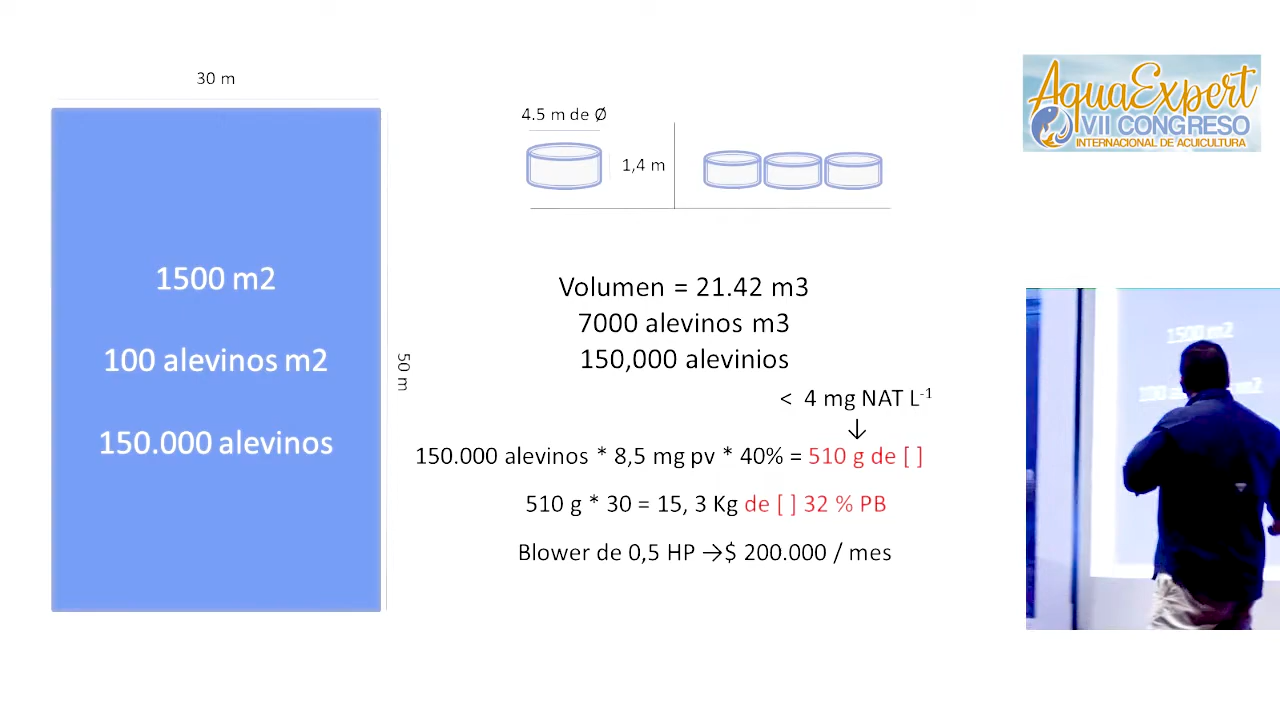 30 m
1500 m2
100 alevinos m2
150.000 alevinos
50 m
4.5 m de Ø
1,4 m
Volumen = 21.42 m3
7000 alevinos m3
150,000 alevinios
< 4 mg NAT L-1
↓
150.000 alevinos * 8,5 mg pv * 40% = 510 g de [ ]
510 g * 30 = 15, 3 Kg de [ ] 32 % PB
Blower de 0,5 HP →$ 200.000 / mes
AquaExpert
VII CONGRESO
INTERNACIONAL DE ACUICULTURA
1500 m2